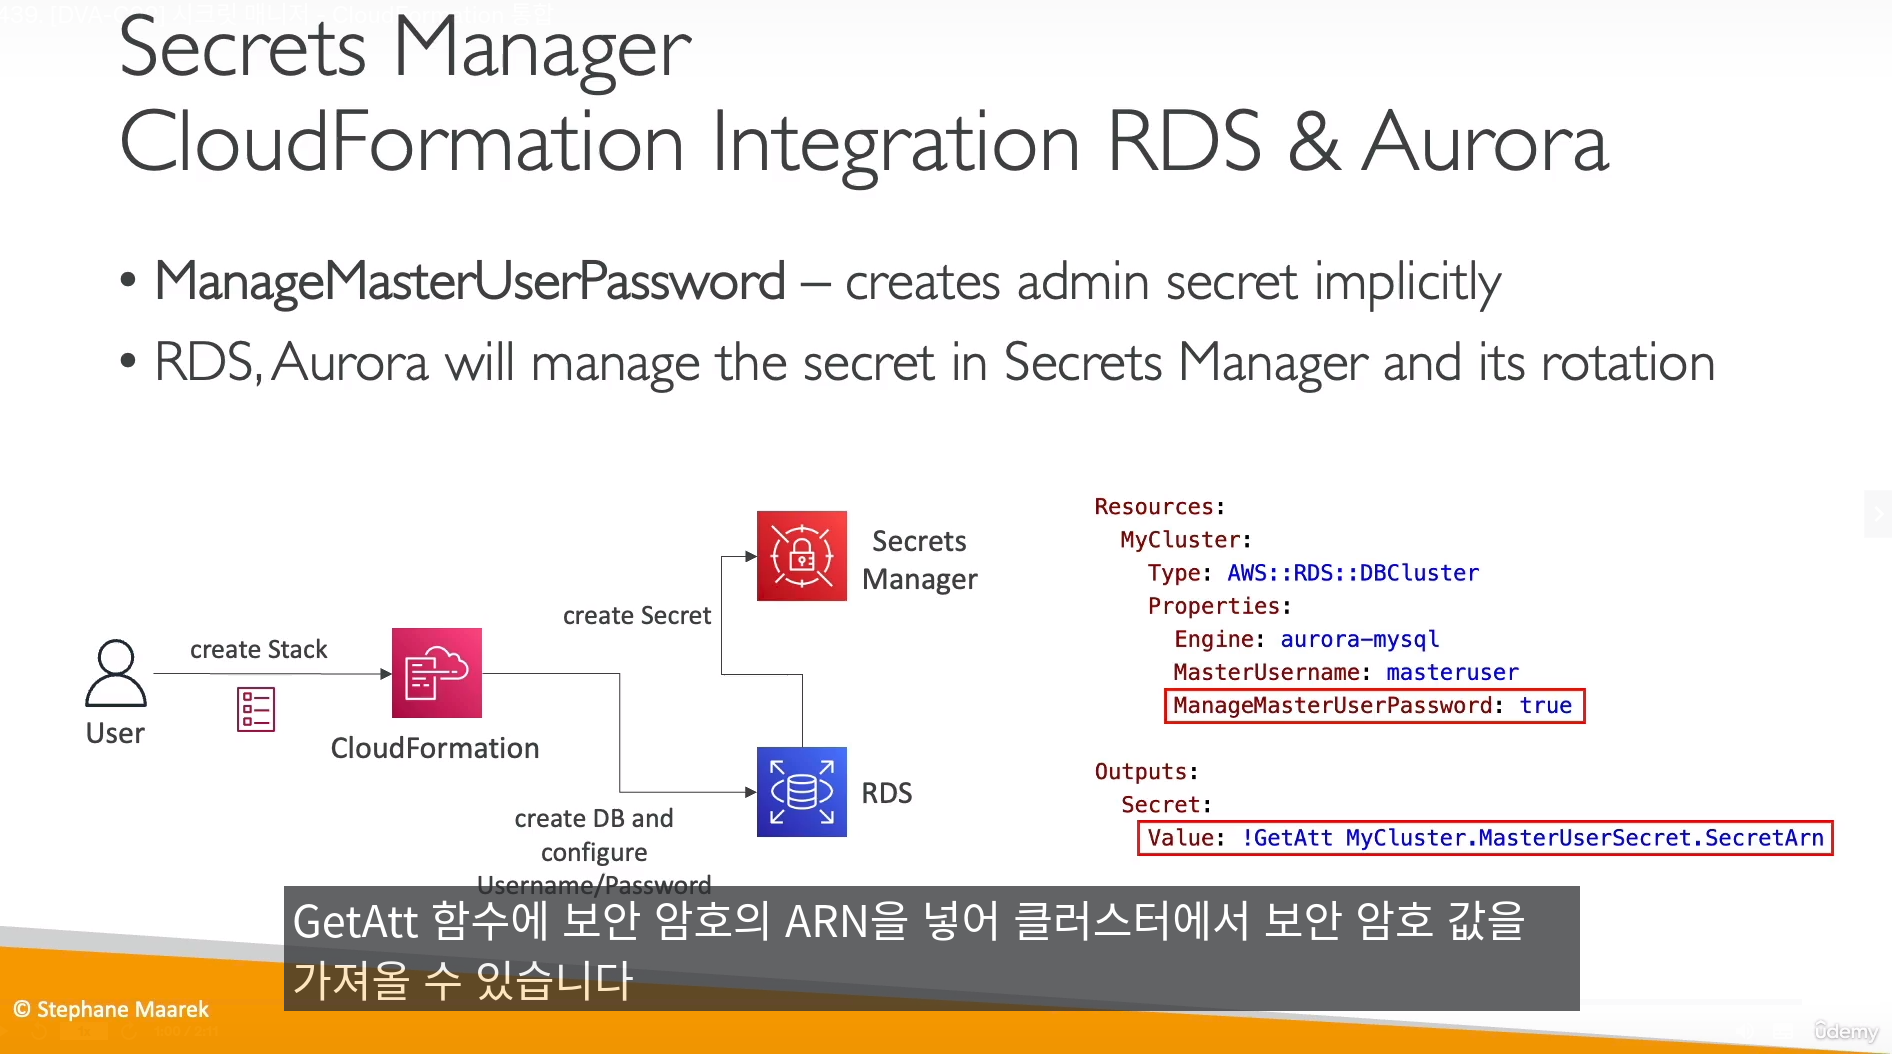 439. [DVA-C02] 시크릿 매니저 - CloudFormation 통합
Secrets Manager
CloudFormation Integration RDS & Aurora
• ManageMasterUserPassword – creates admin secret implicitly
• RDS, Aurora will manage the secret in Secrets Manager and its rotation
Secrets
Manager
create Secret
create Stack
User
CloudFormation
RDS
create DB and
configure
Username/Password
Resources:
MyCluster:
Type: AWS::RDS::DBCluster
Properties:
Engine: aurora-mysql
MasterUsername: masteruser
ManageMasterUserPassword: true
Outputs:
Secret:
Value: !GetAtt MyCluster.MasterUserSecret.SecretArn
GetAtt 함수에 보안 암호의 ARN을 넣어 클러스터에서 보안 암호 값을
가져올 수 있습니다
© Stephane Maarek
ûdemy